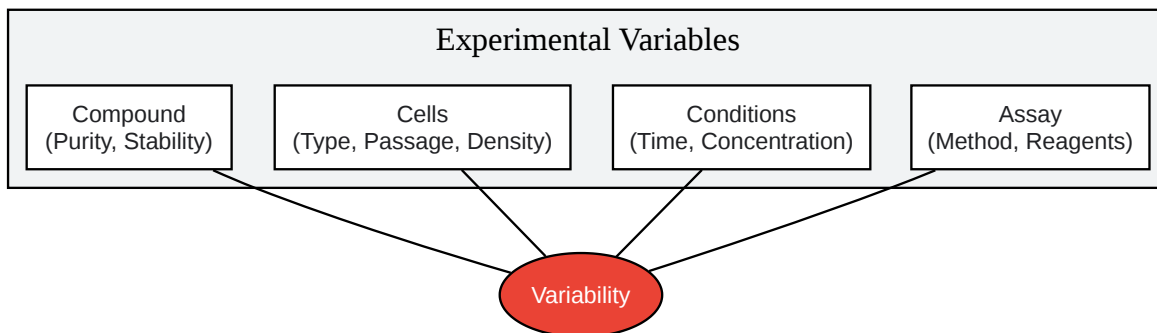 Experimental Variables
Compound
(Purity, Stability)
Cells
(Type, Passage, Density)
Conditions
(Time, Concentration)
Assay
(Method, Reagents)
Variability